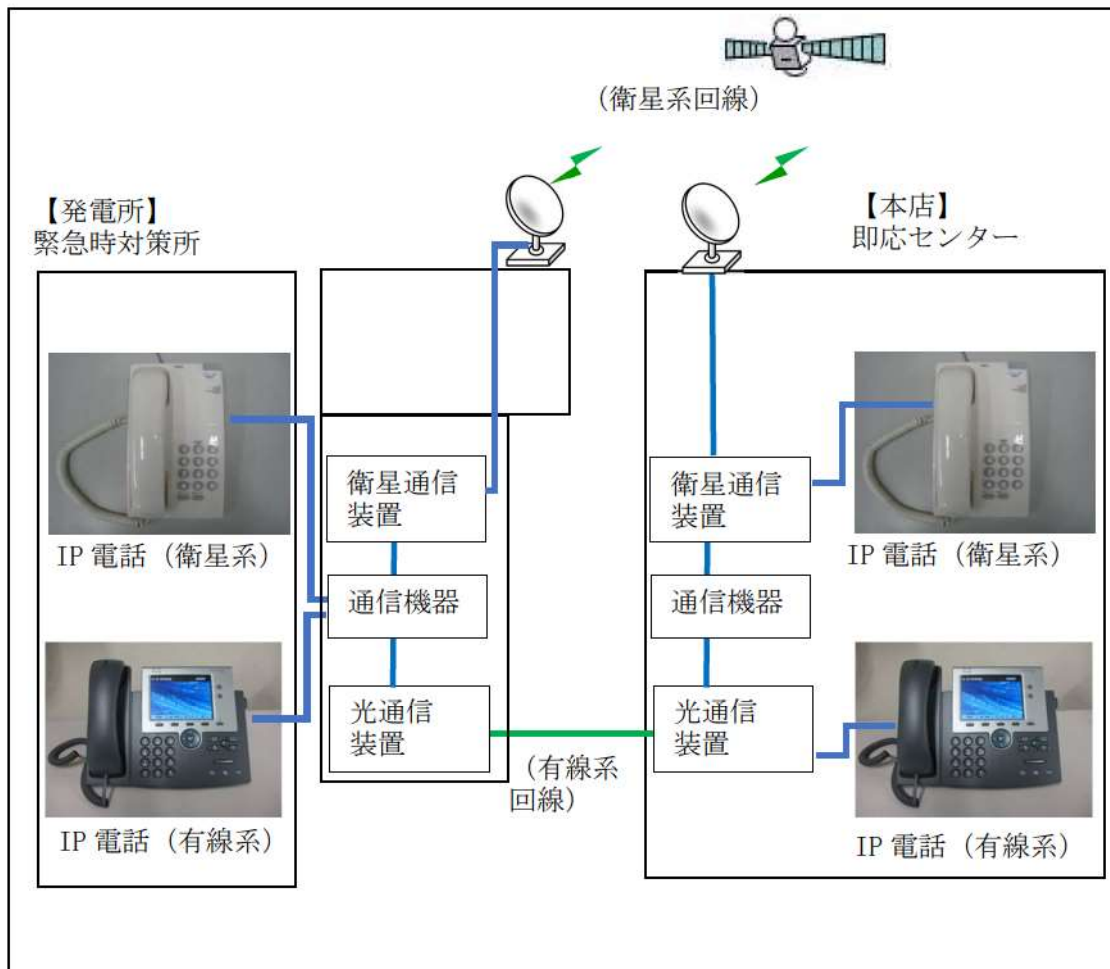 （衛星系回線）
【発電所】
緊急時対策所
【本店】
即応センター
衛星通信
装置
衛星通信
装置
IP 電話（衛星系）
IP 電話（衛星系）
通信機器
通信機器
光通信
装置
光通信
装置
（有線系
回線）
IP 電話（有線系）
IP 電話（有線系）